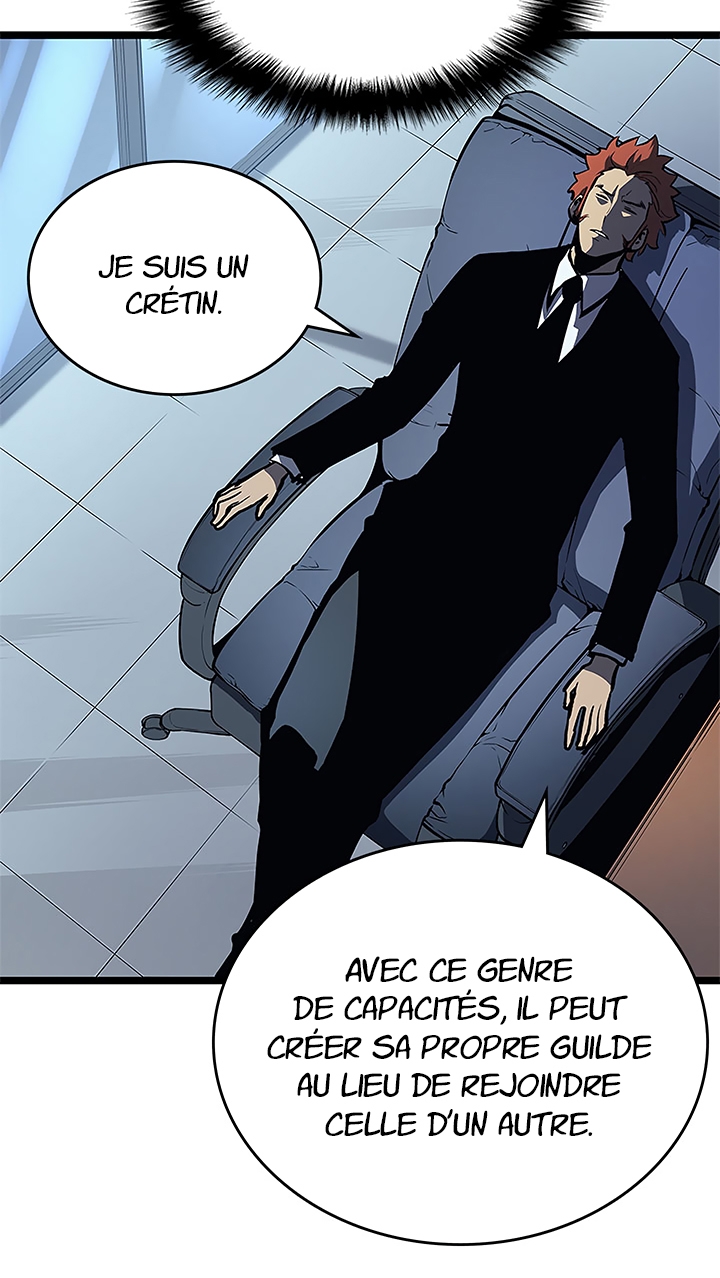 JE SUIS UN
CRÉTIN.
AVEC CE GENRE
DE CAPACITÉS, IL PEUT
CRÉER SA PROPRE GUILDE
AU LIEU DE REJOINDRE
CELLE D'UN AUTRE.